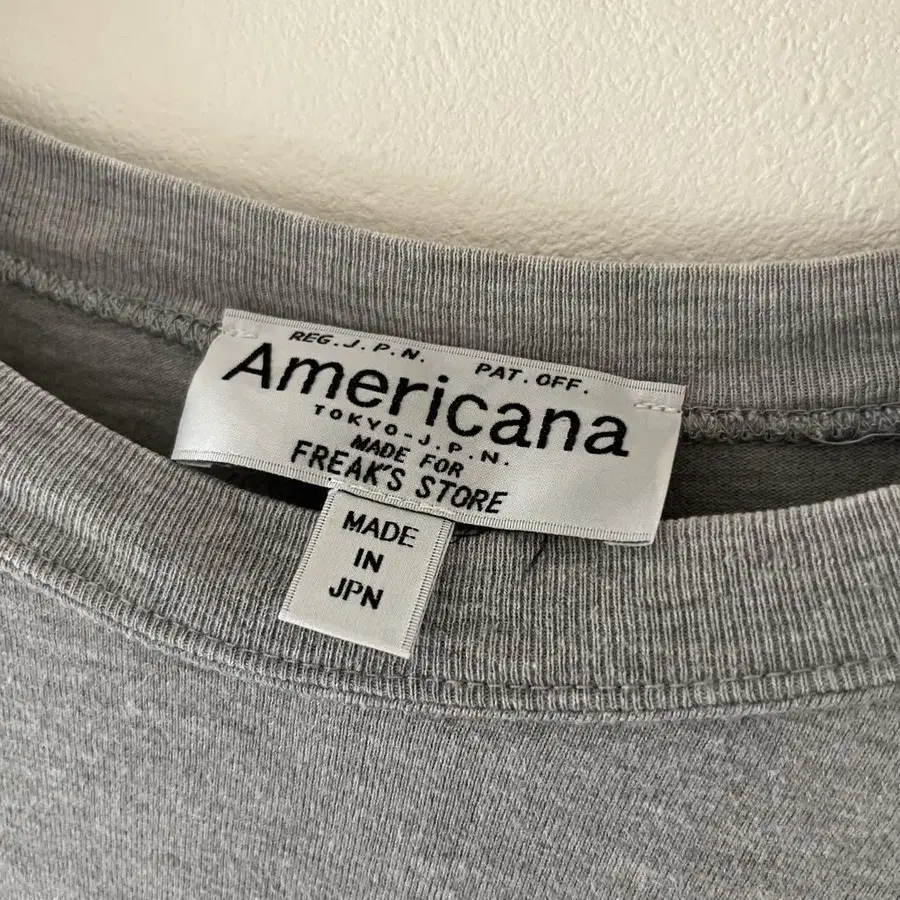 REG.J.P.N. PAT.OFF.
Americana
TOKYO-J.P.N.
MADE FOR
FREAK'S STORE
MADE
IN
JPN